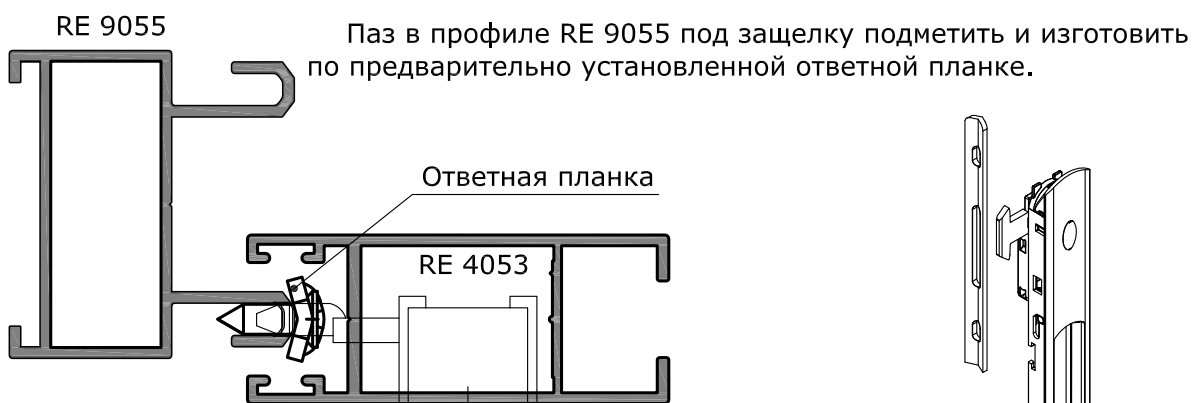 RE 9055
Паз в профиле RE 9055 под защелку подметить и изготовить
по предварительно установленной ответной планке.
Ответная планка
RE 4053